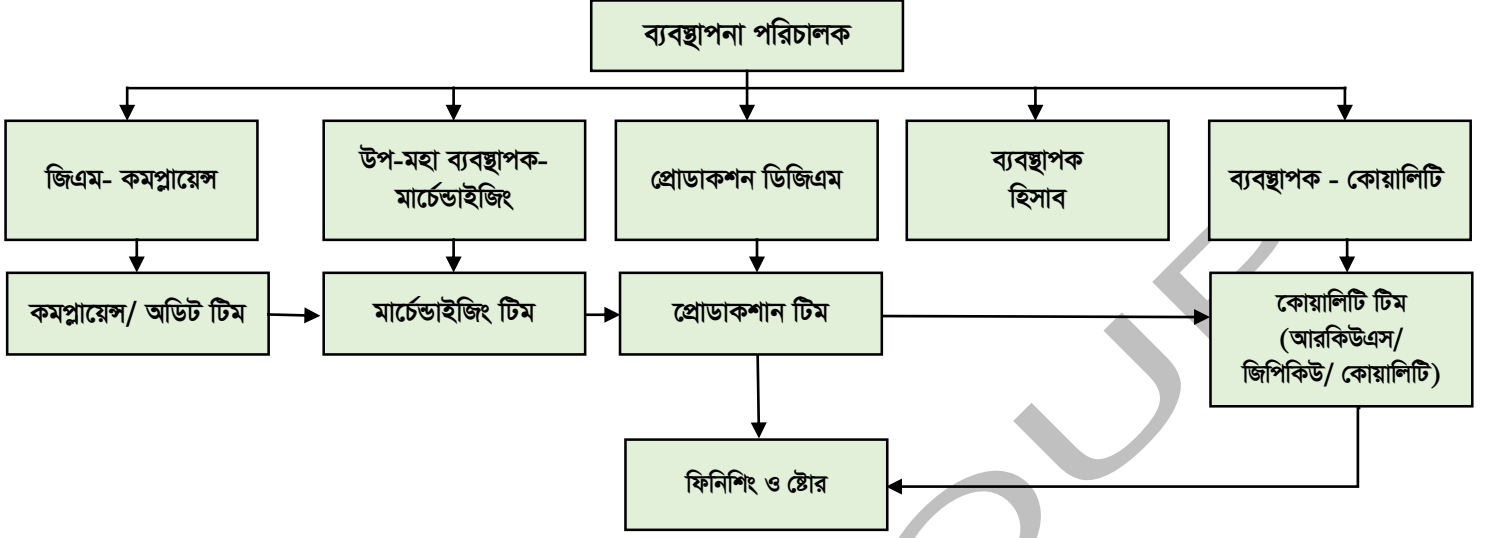 ব্যবস্থাপনা পরিচালক
জিএম- কমপ্লায়েন্স
উপ-মহা ব্যবস্থাপক-
মার্চেন্ডাইজিং
প্রোডাকশন ডিজিএম
ব্যবস্থাপক
হিসাব
ব্যবস্থাপক - কোয়ালিটি
কমপ্লায়েন্স/ অডিট টিম
মার্চেন্ডাইজিং টিম
প্রোডাকশান টিম
কোয়ালিটি টিম
(আরকিউএস/
জিপিকিউ/ কোয়ালিটি)
ফিনিশিং ও ষ্টোর